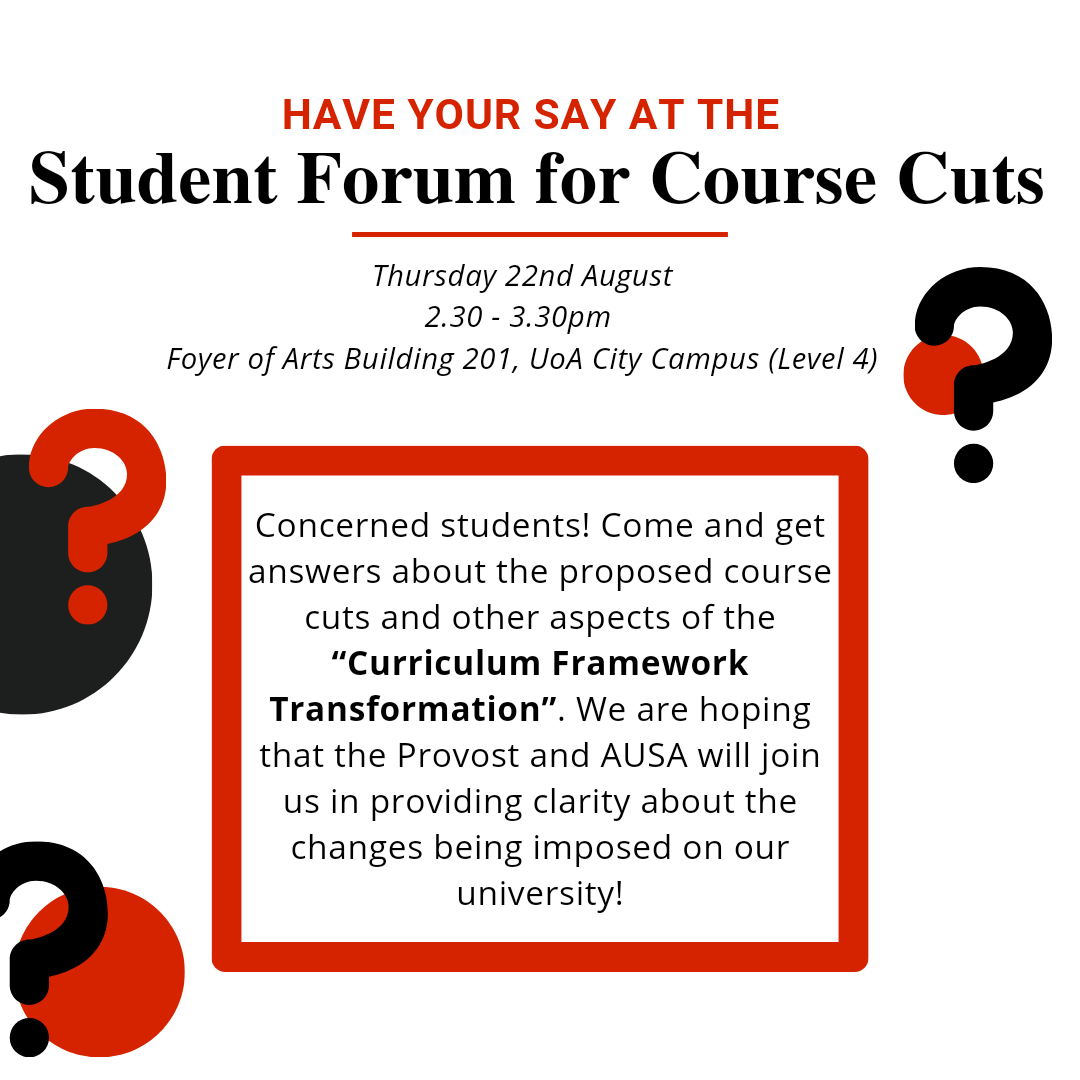 HAVE YOUR SAY AT THE
Student Forum for Course Cuts
Thursday 22nd August
2.30 - 3.30pm
Foyer of Arts Building 201, UoA City Campus (Level 4)
?
?
Concerned students! Come and get
answers about the proposed course
cuts and other aspects of the
“Curriculum Framework
Transformation”. We are hoping
that the Provost and AUSA will join
us in providing clarity about the
changes being imposed on our
university!
?